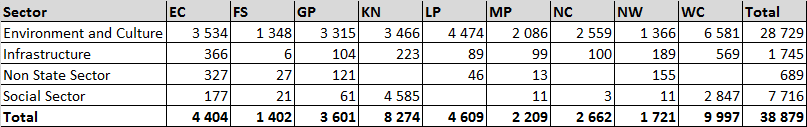 Sector EC FS GP KN LP MP NC NW WC Total
Environment and Culture 3 534 1 348 3 315 3 466 4 474 2 086 2 559 1 366 6 581 28 729
Infrastructure 366 6 104 223 89 99 100 189 569 1 745
Non State Sector 327 27 121 46 13 155 689
Social Sector 177 21 61 4 585 11 3 11 2 847 7 716
Total 4 404 1 402 3 601 8 274 4 609 2 209 2 662 1 721 9 997 38 879